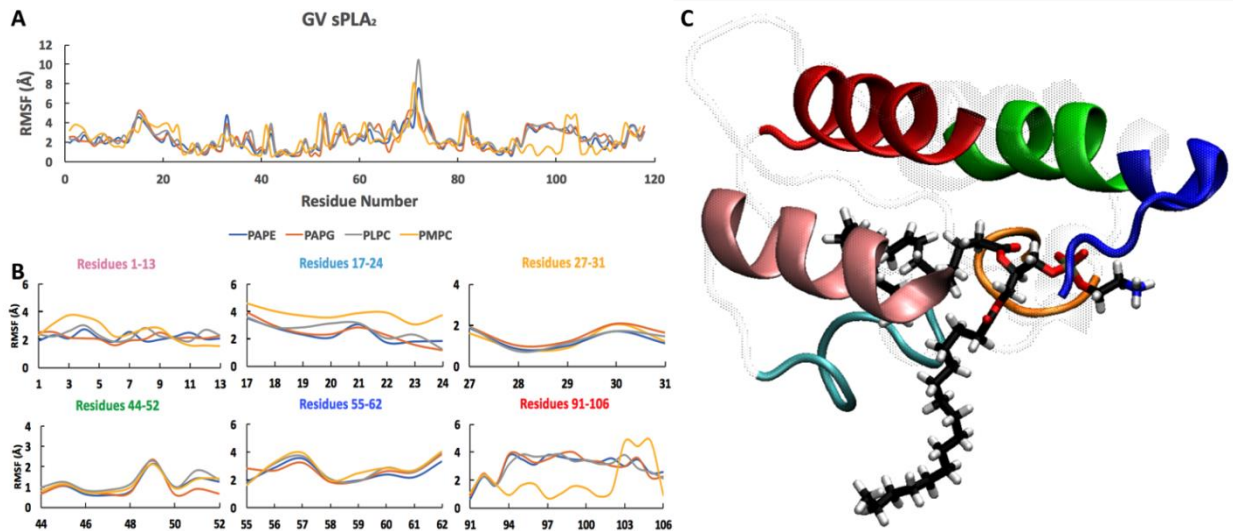 A
GV sPLA₂
C
RMSF (Å)
12
10
8
6
4
2
0
0 20 40 60 80 100 120
Residue Number
PAPE PAPG PLPC PMPC
B
Residues 1-13 Residues 17-24 Residues 27-31
RMSF (Å)
6 6 4
4 4
2
2 2
0 0 0
1 3 5 7 9 11 13 17 18 19 20 21 22 23 24 27 28 29 30 31
Residues 44-52 Residues 55-62 Residues 91-106
RMSF (Å)
4 6 6
3
4 4
2
2 2
1
0 0 0
44 46 48 50 52 55 56 57 58 59 60 61 62 91 94 97 100 103 106